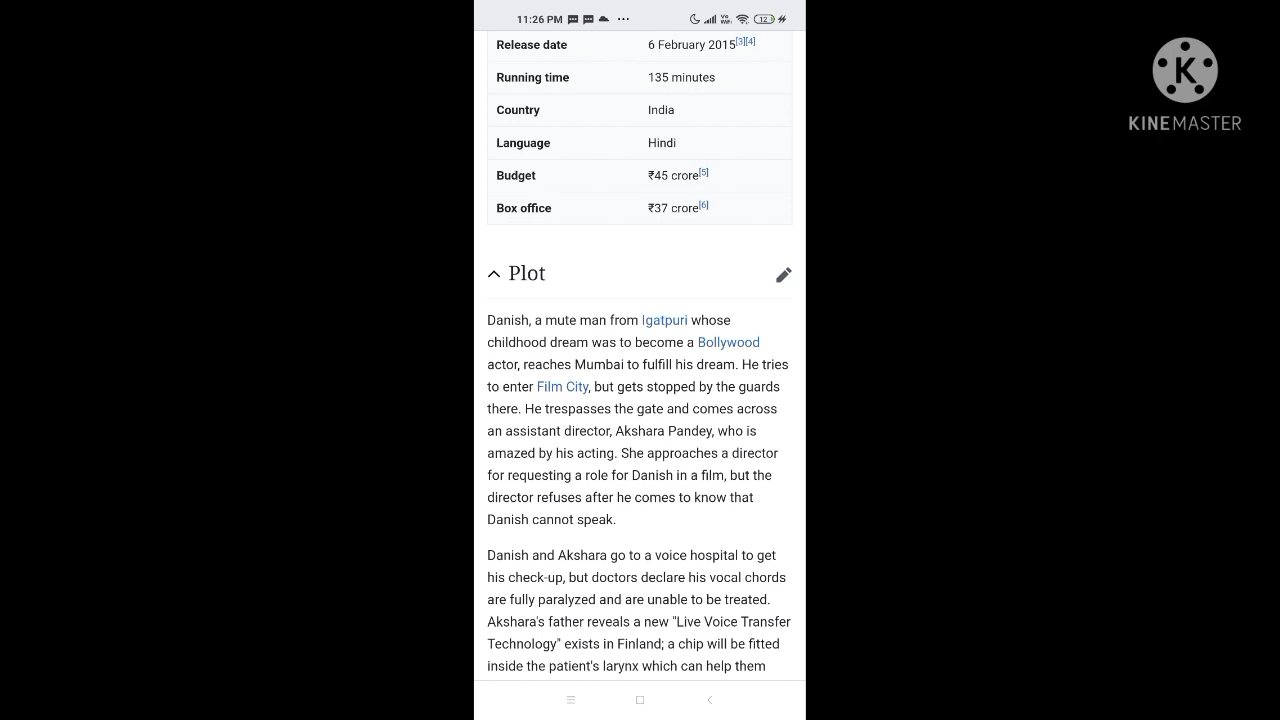 11:26 PM
Vo
WiFi
12
KINEMASTER
Release date 6 February 2015[3][4]
Running time 135 minutes
Country India
Language Hindi
Budget ₹45 crore[5]
Box office ₹37 crore[6]
Plot
Danish, a mute man from Igatpuri whose
childhood dream was to become a Bollywood
actor, reaches Mumbai to fulfill his dream. He tries
to enter Film City, but gets stopped by the guards
there. He trespasses the gate and comes across
an assistant director, Akshara Pandey, who is
amazed by his acting. She approaches a director
for requesting a role for Danish in a film, but the
director refuses after he comes to know that
Danish cannot speak.
Danish and Akshara go to a voice hospital to get
his check-up, but doctors declare his vocal chords
are fully paralyzed and are unable to be treated.
Akshara's father reveals a new "Live Voice Transfer
Technology" exists in Finland; a chip will be fitted
inside the patient's larynx which can help them